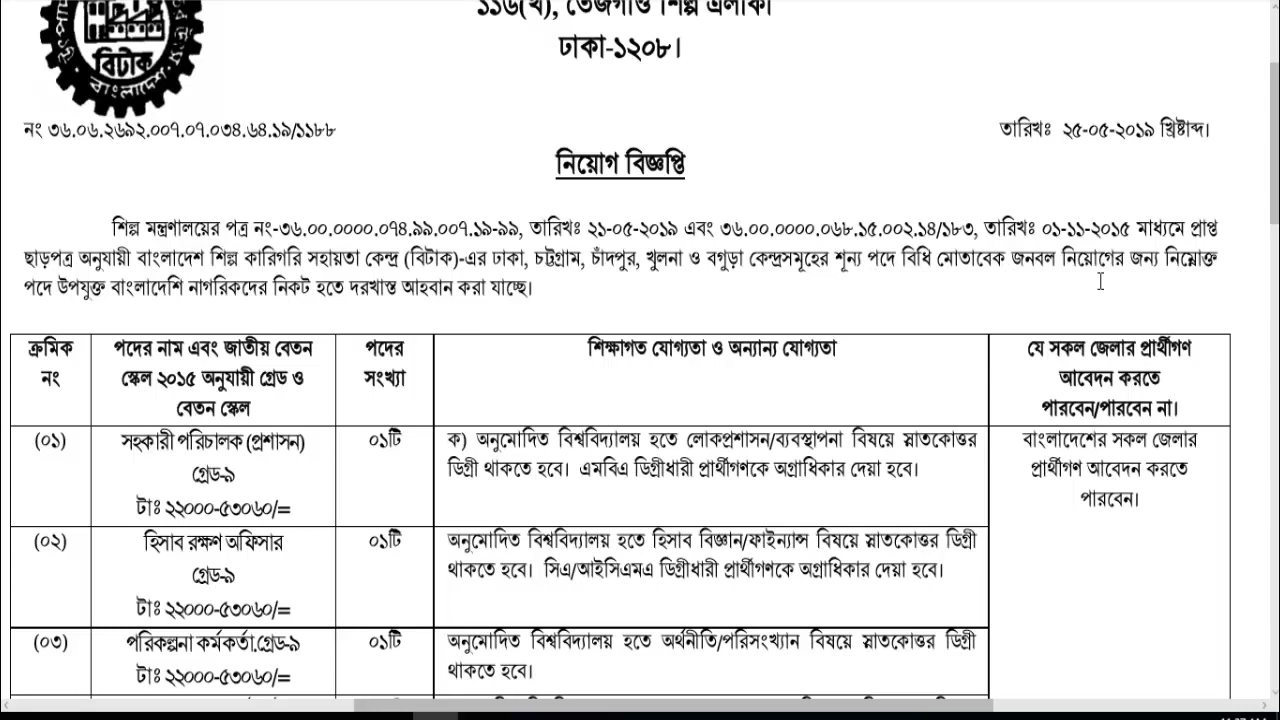 ১১৬(খ), তেজগাঁও শিল্প এলাকা
ঢাকা-১২০৮।
বিটাক
বাংলাদেশ
নং ৩৬.০৬.২৬৯২.০০৭.০৭.০৩৪.৬৪.১৯/১১৮৮
তারিখঃ ২৫-০৫-২০১৯ খ্রিষ্টাব্দ।
নিয়োগ বিজ্ঞপ্তি
শিল্প মন্ত্রণালয়ের পত্র নং-৩৬.০০.০০০০.০৭৪.৯৯.০০৭.১৯-৯৯, তারিখঃ ২১-০৫-২০১৯ এবং ৩৬.০০.০০০০.০৬৮.১৫.০০২.১৪/১৮৩, তারিখঃ ০১-১১-২০১৫ মাধ্যমে প্রাপ্ত
ছাড়পত্র অনুযায়ী বাংলাদেশ শিল্প কারিগরি সহায়তা কেন্দ্র (বিটাক)-এর ঢাকা, চট্টগ্রাম, চাঁদপুর, খুলনা ও বগুড়া কেন্দ্রসমূহের শূন্য পদে বিধি মোতাবেক জনবল নিয়োগের জন্য নিম্নোক্ত
পদে উপযুক্ত বাংলাদেশি নাগরিকদের নিকট হতে দরখাস্ত আহবান করা যাচ্ছে।
ক্রমিক
নং
পদের নাম এবং জাতীয় বেতন
স্কেল ২০১৫ অনুযায়ী গ্রেড ও
বেতন স্কেল
পদের
সংখ্যা
শিক্ষাগত যোগ্যতা ও অন্যান্য যোগ্যতা
যে সকল জেলার প্রার্থীগণ
আবেদন করতে
পারবেন/পারবেন না।
(০১)
সহকারী পরিচালক (প্রশাসন)
গ্রেড-৯
টাঃ ২২০০০-৫৩০৬০/=
০১টি
ক) অনুমোদিত বিশ্ববিদ্যালয় হতে লোকপ্রশাসন/ব্যবস্থাপনা বিষয়ে স্নাতকোত্তর
ডিগ্রী থাকতে হবে। এমবিএ ডিগ্রীধারী প্রার্থীগণকে অগ্রাধিকার দেয়া হবে।
বাংলাদেশের সকল জেলার
প্রার্থীগণ আবেদন করতে
পারবেন।
(০২)
হিসাব রক্ষণ অফিসার
গ্রেড-৯
টাঃ ২২০০০-৫৩০৬০/=
০১টি
অনুমোদিত বিশ্ববিদ্যালয় হতে হিসাব বিজ্ঞান/ফাইন্যান্স বিষয়ে স্নাতকোত্তর ডিগ্রী
থাকতে হবে। সিএ/আইসিএমএ ডিগ্রীধারী প্রার্থীগণকে অগ্রাধিকার দেয়া হবে।
(০৩)
পরিকল্পনা কর্মকর্তা,গ্রেড-৯
টাঃ ২২০০০-৫৩০৬০/=
০১টি
অনুমোদিত বিশ্ববিদ্যালয় হতে অর্থনীতি/পরিসংখ্যান বিষয়ে স্নাতকোত্তর ডিগ্রী
থাকতে হবে।